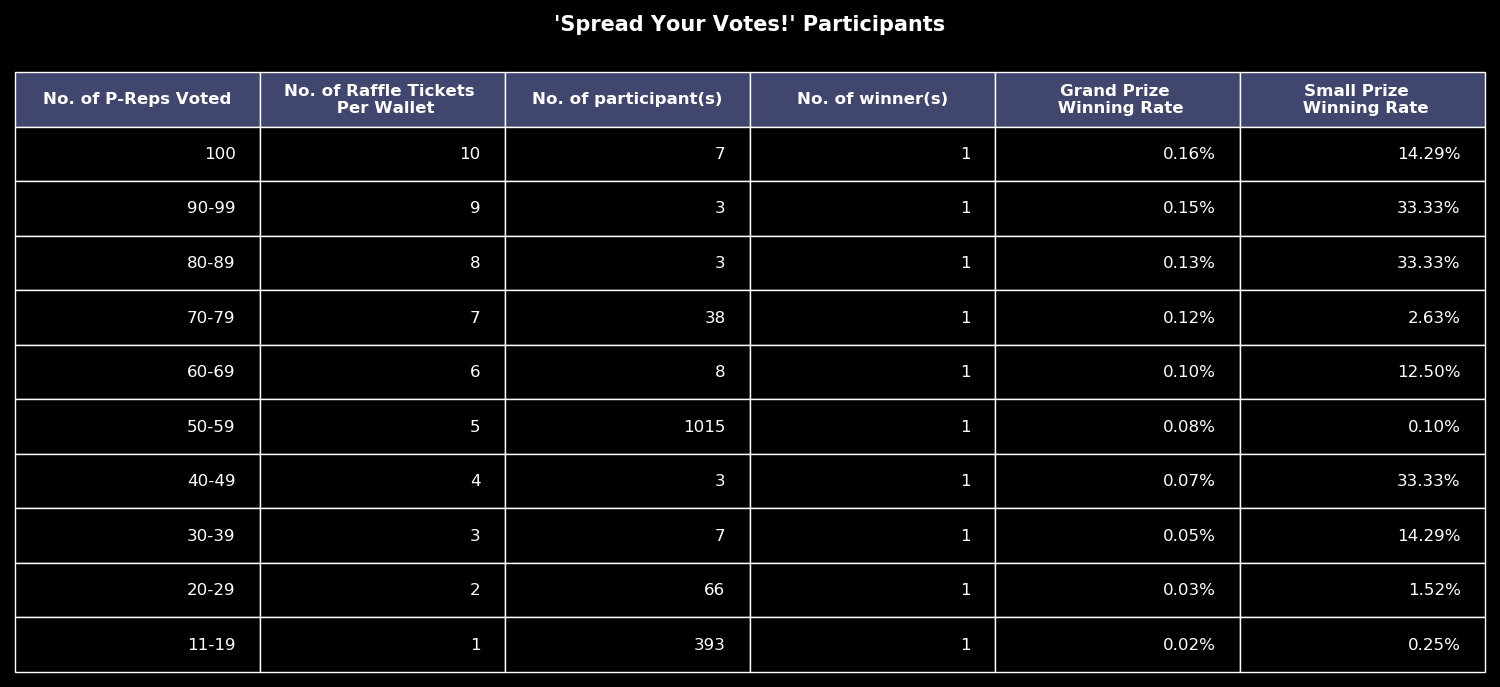 'Spread Your Votes!' Participants
No. of P-Reps Voted No. of Raffle Tickets Per Wallet No. of participant(s) No. of winner(s) Grand Prize Winning Rate Small Prize Winning Rate
100 10 7 1 0.16% 14.29%
90-99 9 3 1 0.15% 33.33%
80-89 8 3 1 0.13% 33.33%
70-79 7 38 1 0.12% 2.63%
60-69 6 8 1 0.10% 12.50%
50-59 5 1015 1 0.08% 0.10%
40-49 4 3 1 0.07% 33.33%
30-39 3 7 1 0.05% 14.29%
20-29 2 66 1 0.03% 1.52%
11-19 1 393 1 0.02% 0.25%